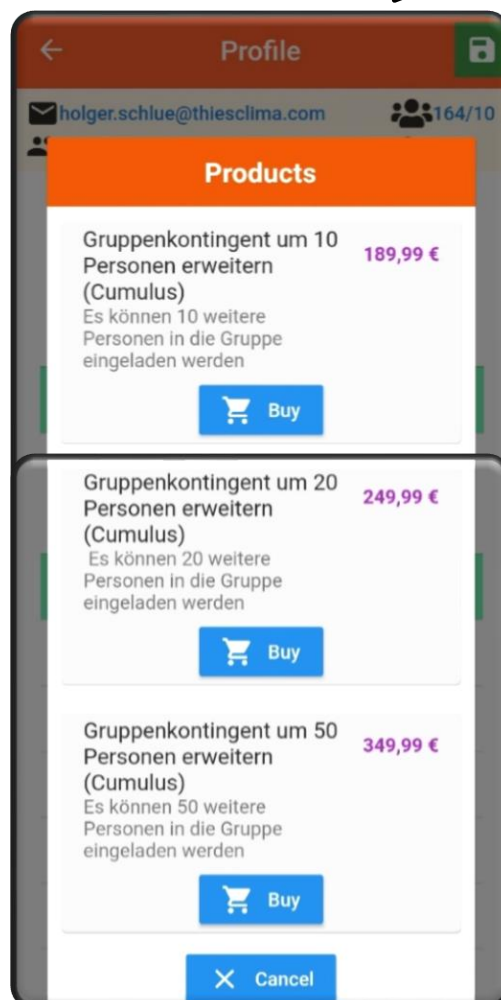 Profile
holger.schlue@thiesclima.com 164/10
Products
Gruppenkontingent um 10
Personen erweitern
(Cumulus)
189,99 €
Es können 10 weitere
Personen in die Gruppe
eingeladen werden
Buy
Gruppenkontingent um 20
Personen erweitern
(Cumulus)
249,99 €
Es können 20 weitere
Personen in die Gruppe
eingeladen werden
Buy
Gruppenkontingent um 50
Personen erweitern
(Cumulus)
349,99 €
Es können 50 weitere
Personen in die Gruppe
eingeladen werden
Buy
Cancel